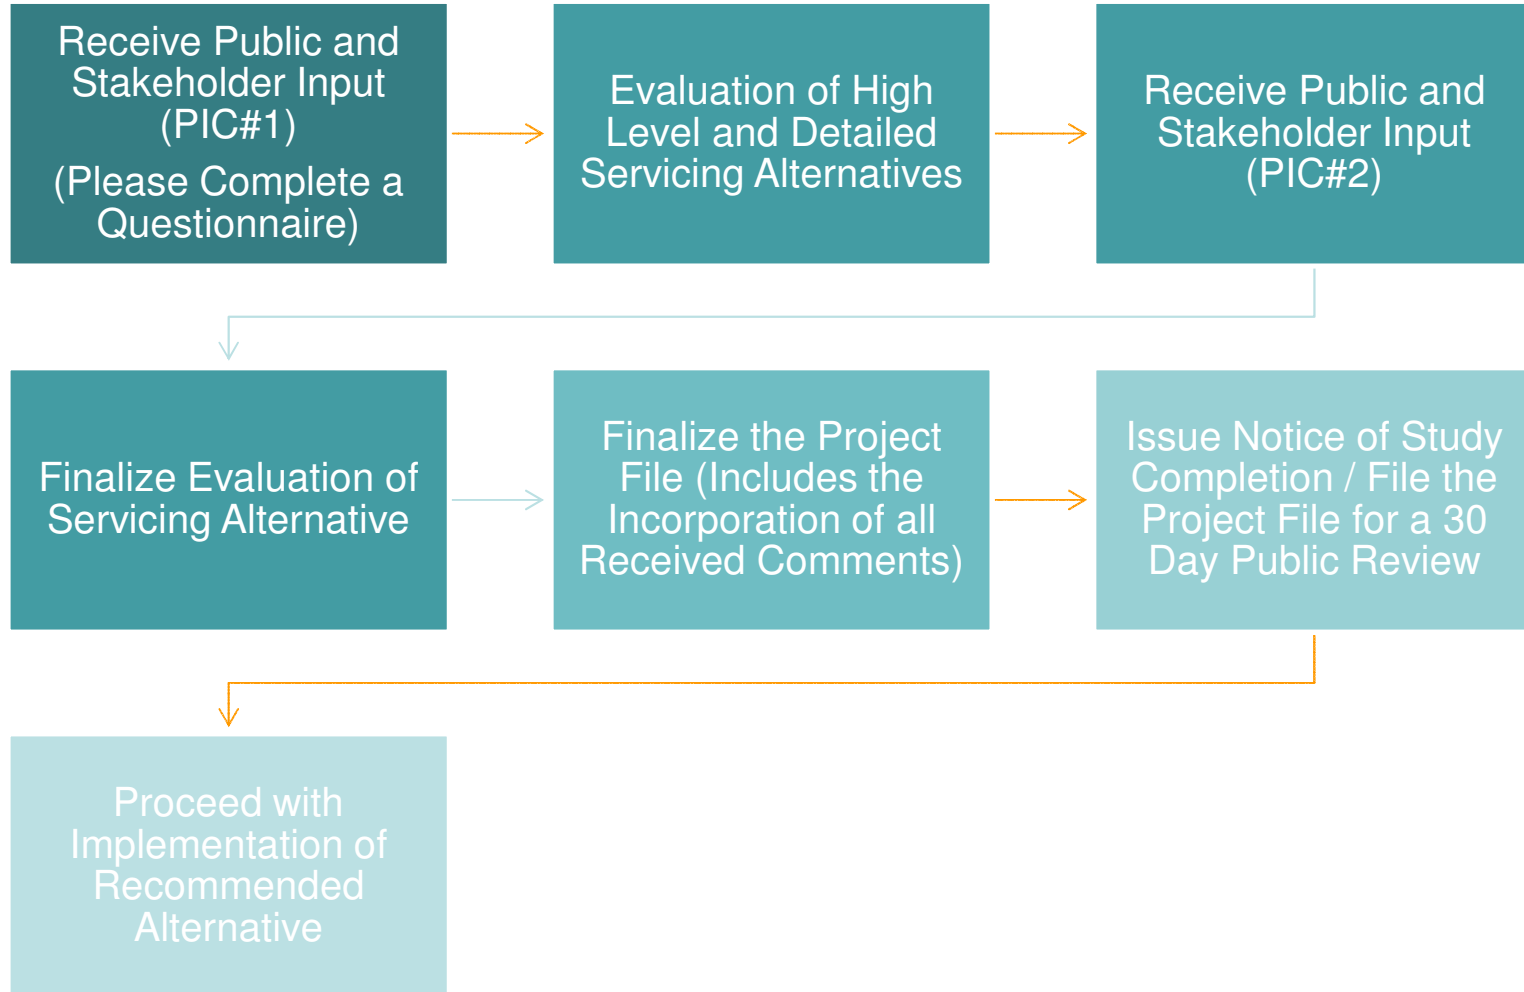 Receive Public and
Stakeholder Input
(PIC#1)
(Please Complete a
Questionnaire)
Evaluation of High
Level and Detailed
Servicing Alternatives
Receive Public and
Stakeholder Input
(PIC#2)
Finalize Evaluation of
Servicing Alternative
Finalize the Project
File (Includes the
Incorporation of all
Received Comments)
Issue Notice of Study
Completion / File the
Project File for a 30
Day Public Review
Proceed with
Implementation of
Recommended
Alternative